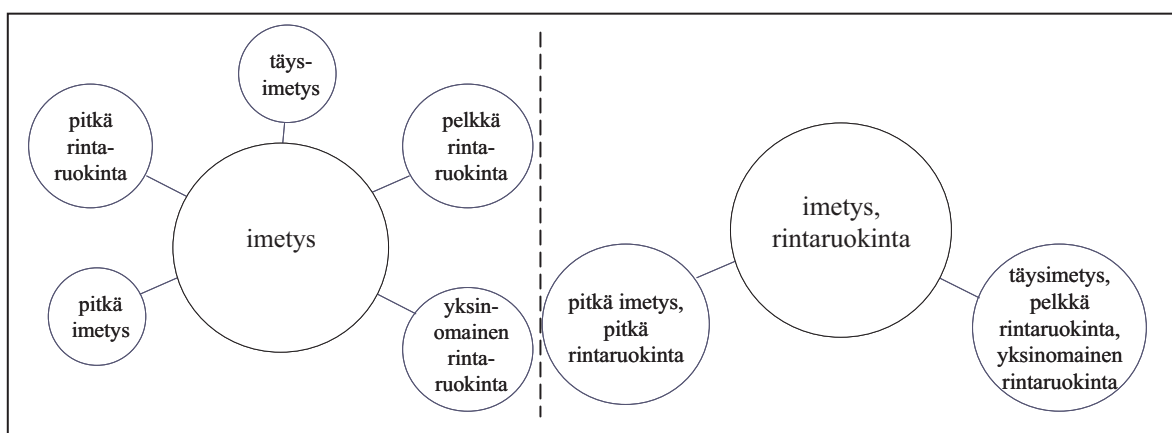 täys-
imetys
pitkä
rinta-
ruokinta
pelkkä
rinta-
ruokinta
imetys
pitkä
imetys
yksin-
omainen
rinta-
ruokinta
imetys,
rintaruokinta
pitkä imetys,
pitkä
rintaruokinta
täysimetys,
pelkkä
rintaruokinta,
yksinomainen
rintaruokinta